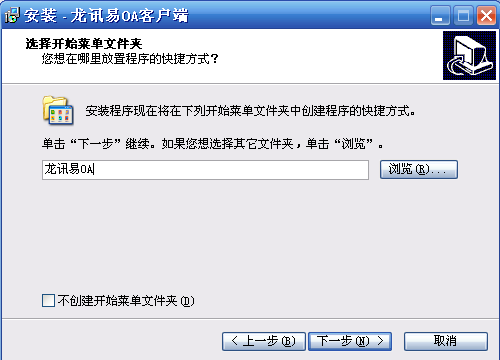 安装 - 龙讯易OA客户端
选择开始菜单文件夹
您想在哪里放置程序的快捷方式？
安装程序现在将在下列开始菜单文件夹中创建程序的快捷方式。
单击“下一步”继续。如果您想选择其它文件夹，单击“浏览”。
龙讯易OA
浏览(R)...
不创建开始菜单文件夹(D)
< 上一步(B)
下一步(N) >
取消